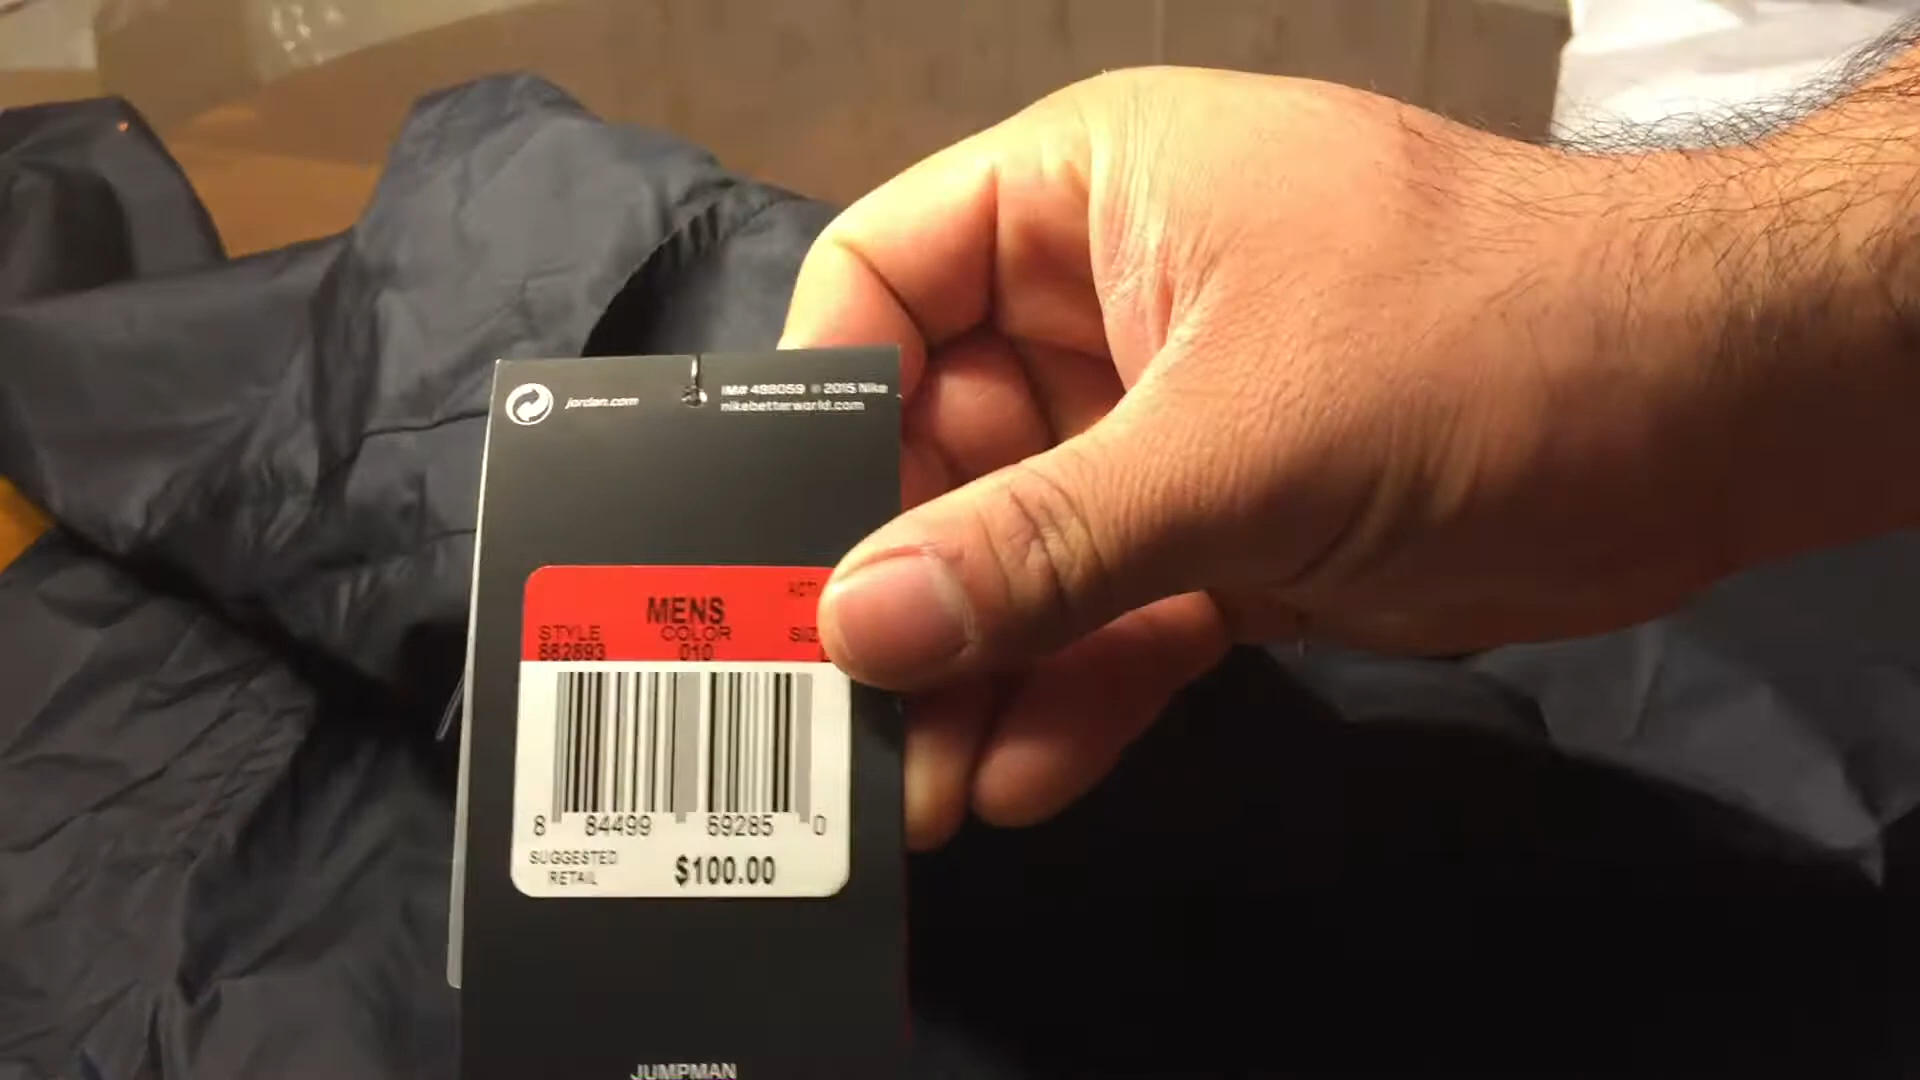 jordan.com
IM# 493059 © 2015 Nike
nikebetterworld.com
MENS
STYLE COLOR
882893 010
8 84499 69285 0
SUGGESTED
RETAIL
$100.00
JUMPMAN